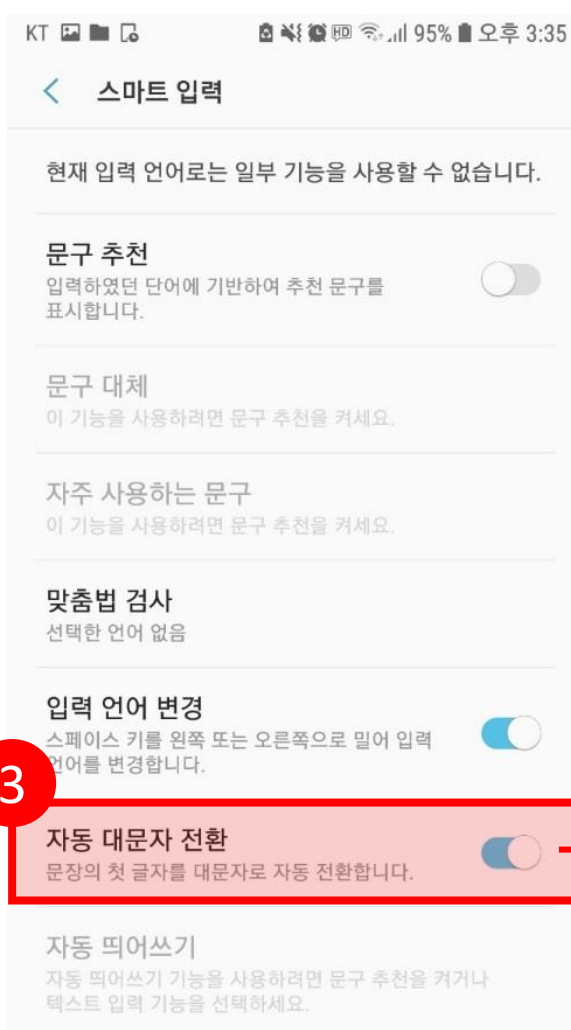 KT 95% 오후 3:35
스마트 입력
현재 입력 언어로는 일부 기능을 사용할 수 없습니다.
문구 추천
입력하였던 단어에 기반하여 추천 문구를
표시합니다.
문구 대체
이 기능을 사용하려면 문구 추천을 켜세요.
자주 사용하는 문구
이 기능을 사용하려면 문구 추천을 켜세요.
맞춤법 검사
선택한 언어 없음
입력 언어 변경
스페이스 키를 왼쪽 또는 오른쪽으로 밀어 입력
언어를 변경합니다.
3
자동 대문자 전환
문장의 첫 글자를 대문자로 자동 전환합니다.
자동 띄어쓰기
자동 띄어쓰기 기능을 사용하려면 문구 추천을 켜거나
텍스트 입력 기능을 선택하세요.